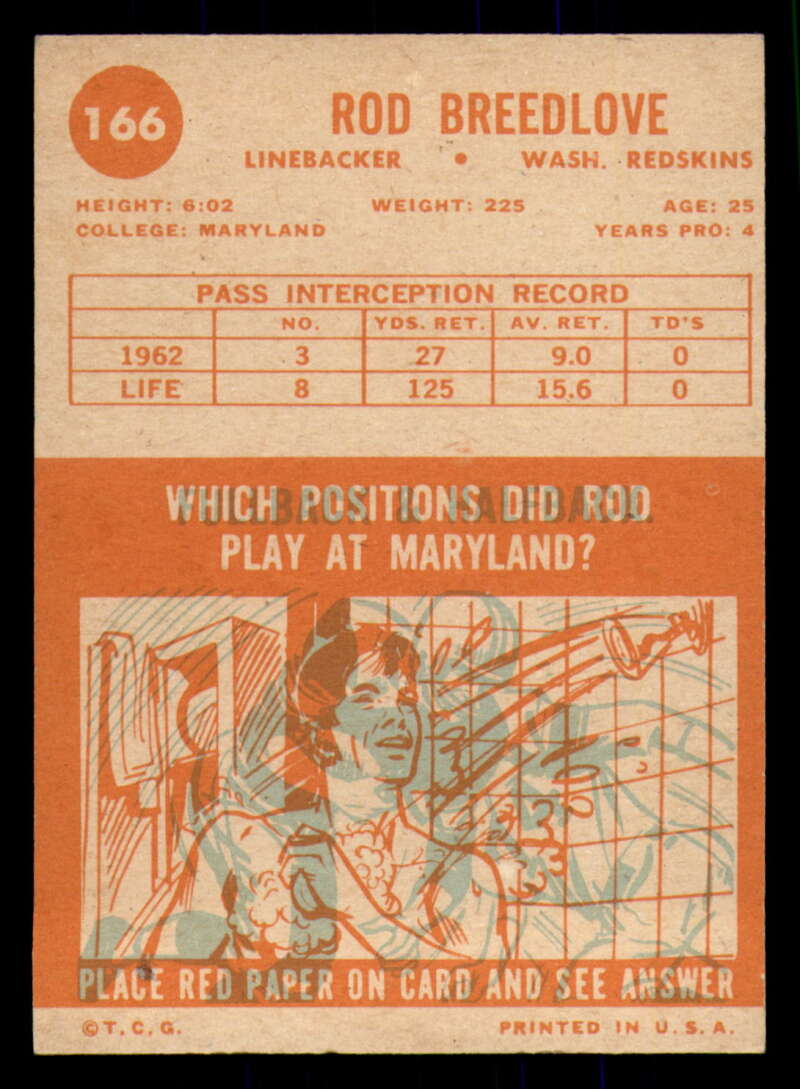 166
ROD BREEDLOVE
LINEBACKER • WASH. REDSKINS
HEIGHT: 6:02 WEIGHT: 225 AGE: 25
COLLEGE: MARYLAND YEARS PRO: 4
PASS INTERCEPTION RECORD
NO. YDS. RET. AV. RET. TD'S
1962 3 27 9.0 0
LIFE 8 125 15.6 0
WHICH POSITIONS DID ROD
FULLBACK & HALFBACK.
PLAY AT MARYLAND?
PLACE RED PAPER ON CARD AND SEE ANSWER
©T.C.G. PRINTED IN U.S.A.